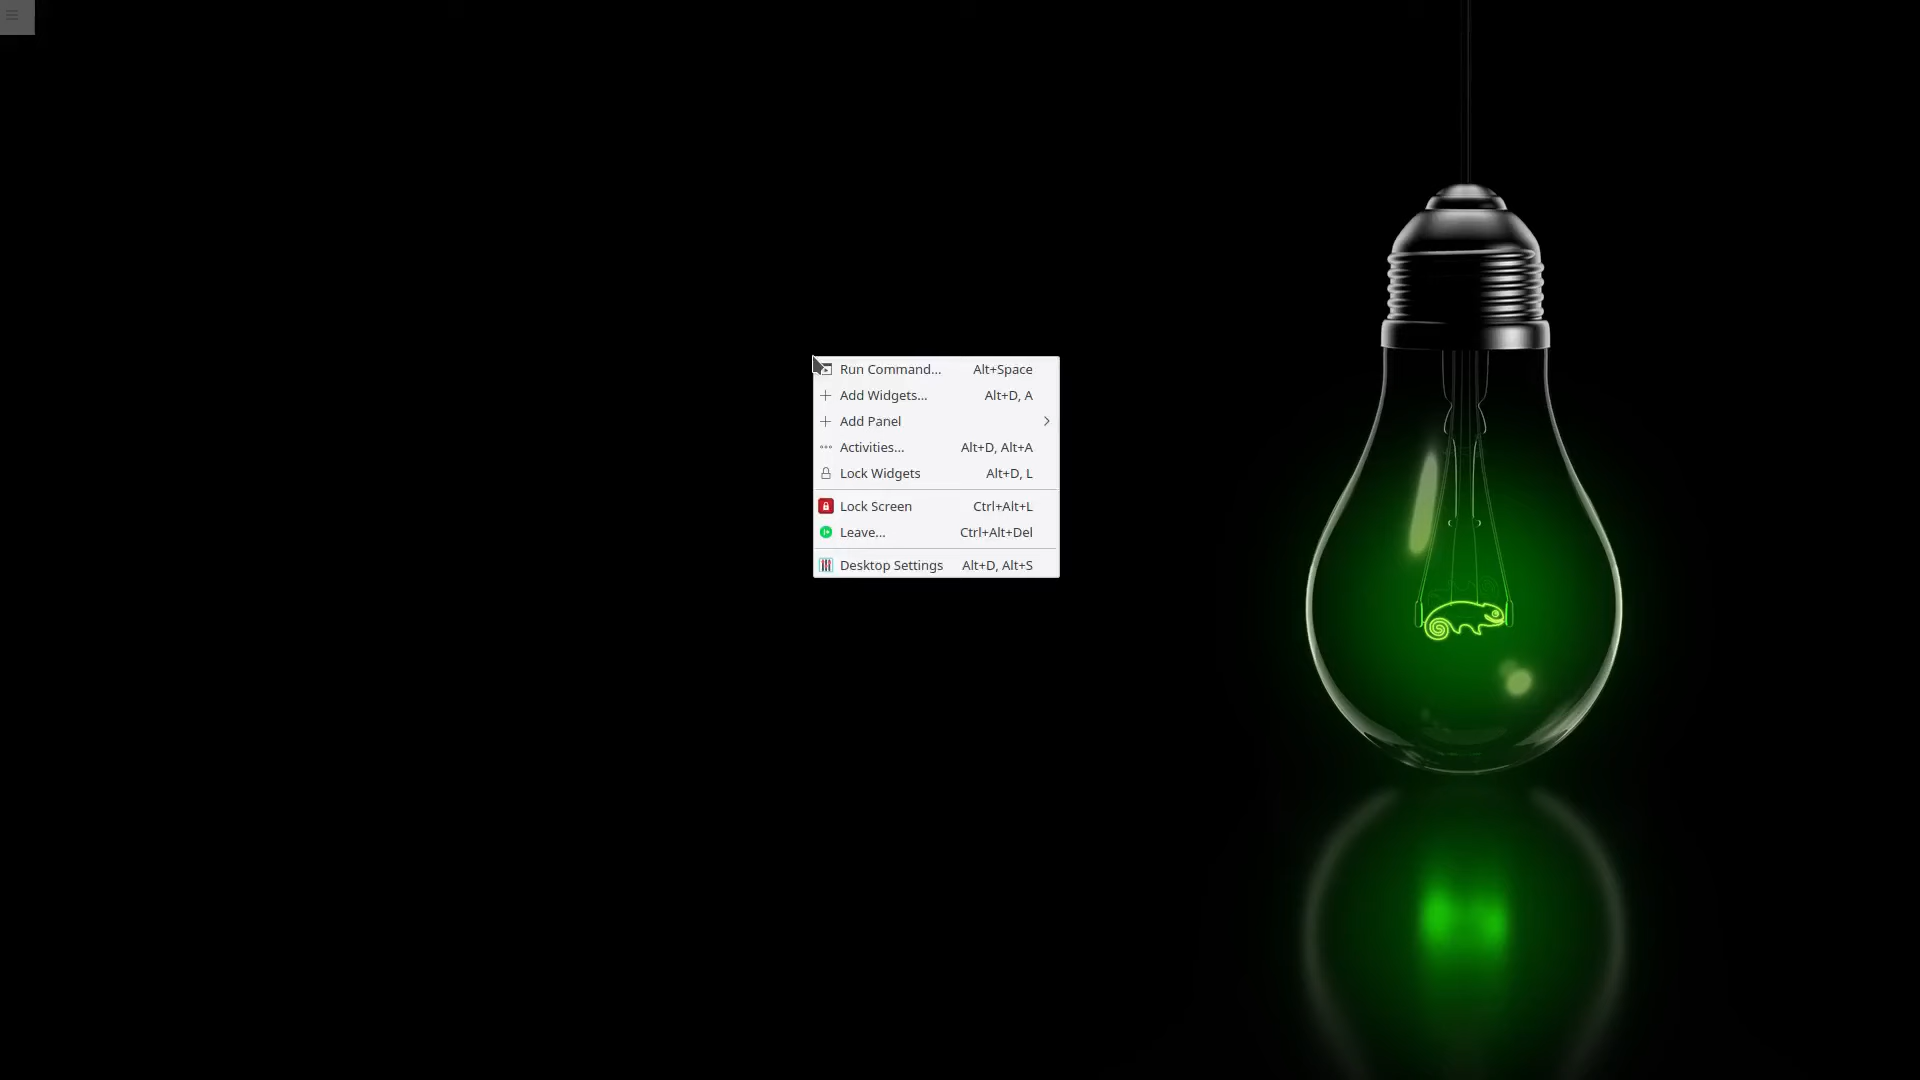 Run Command... Alt+Space
Add Widgets... Alt+D, A
Add Panel
Activities... Alt+D, Alt+A
Lock Widgets Alt+D, L
Lock Screen Ctrl+Alt+L
Leave... Ctrl+Alt+Del
Desktop Settings Alt+D, Alt+S